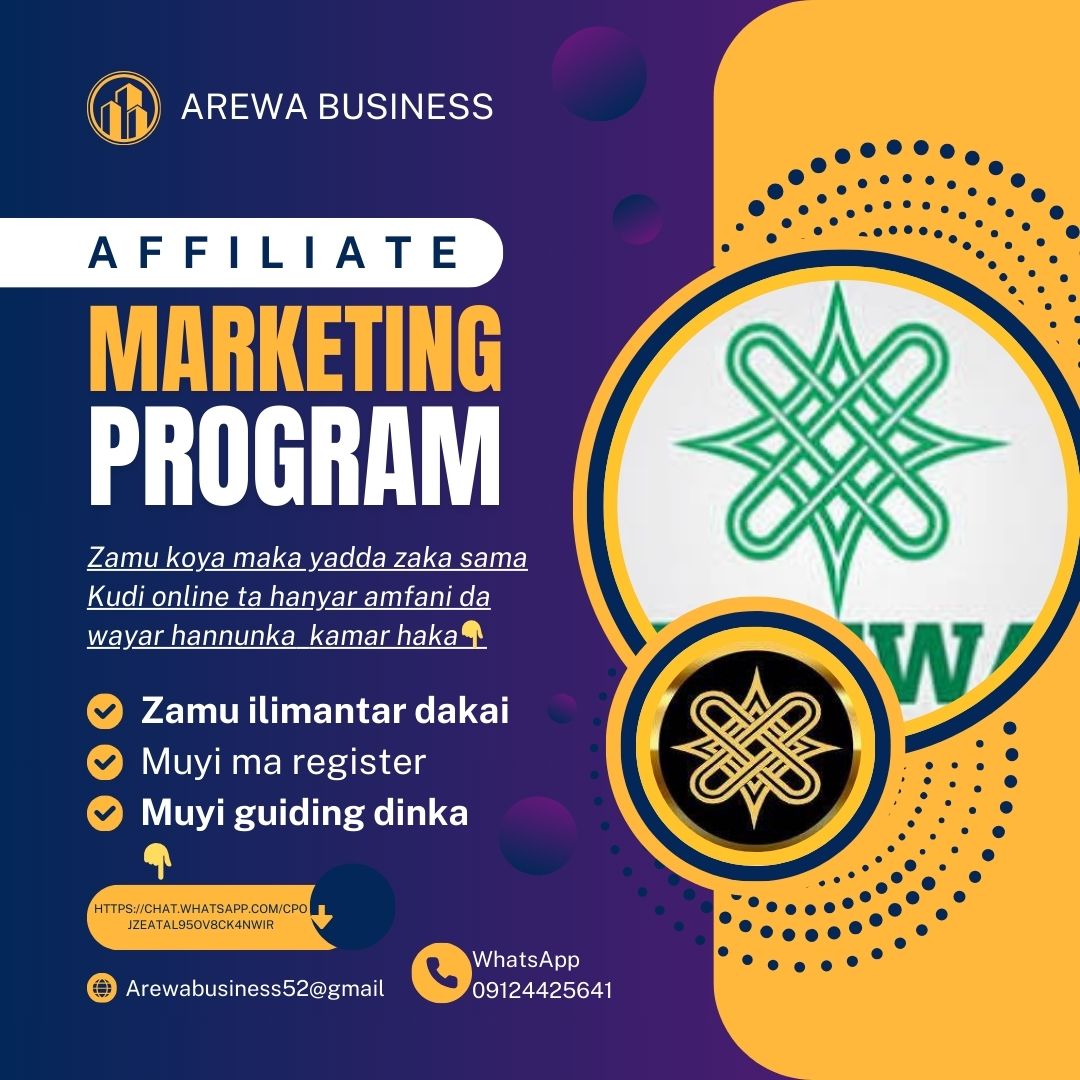 AREWA BUSINESS
AFFILIATE
MARKETING
PROGRAM
Zamu koya maka yadda zaka sama
Kudi online ta hanyar amfani da
wayar hannunka kamar haka👇
Zamu ilimantar dakai
Muyi ma register
Muyi guiding dinka
👇
HTTPS://CHAT.WHATSAPP.COM/CPO
JZEATAL95OV8CK4NWIR
Arewabusiness52@gmail
WhatsApp
09124425641